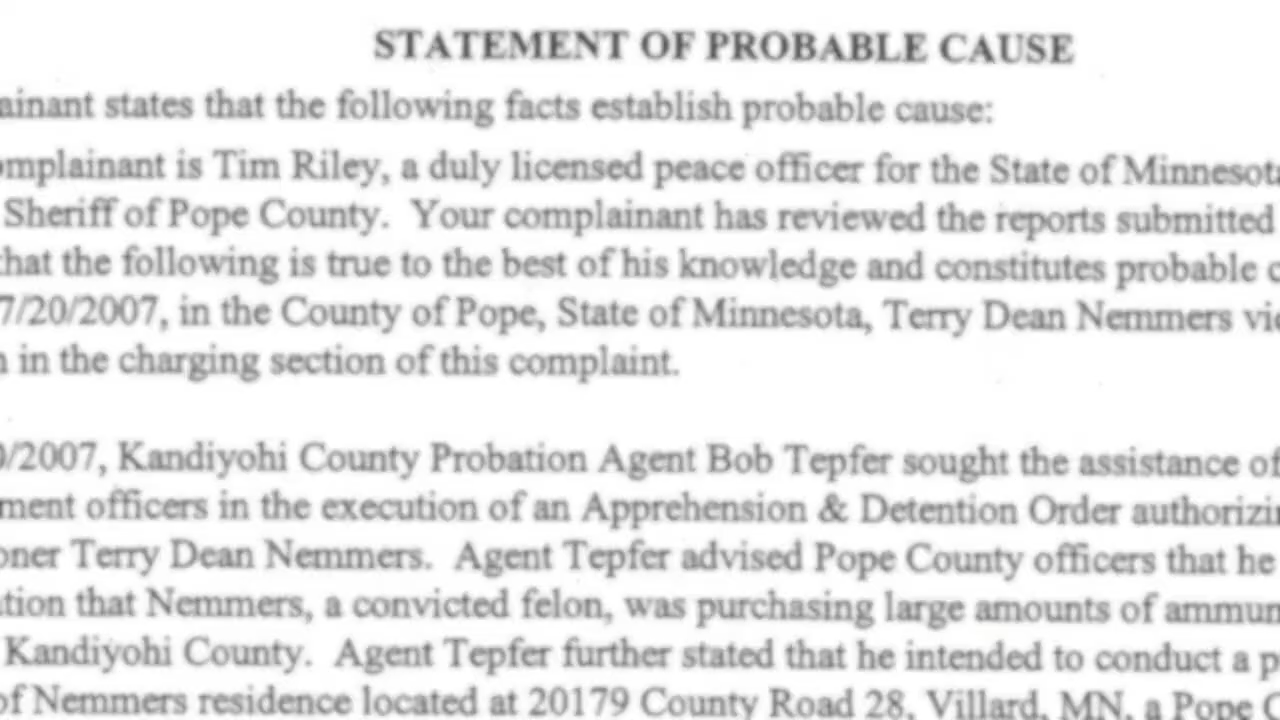 STATEMENT OF PROBABLE CAUSE
ainant states that the following facts establish probable cause:
omplainant is Tim Riley, a duly licensed peace officer for the State of Minnesota
Sheriff of Pope County. Your complainant has reviewed the reports submitted
that the following is true to the best of his knowledge and constitutes probable c
7/20/2007, in the County of Pope, State of Minnesota, Terry Dean Nemmers vic
n in the charging section of this complaint.
0/2007, Kandiyohi County Probation Agent Bob Tepfer sought the assistance of
ment officers in the execution of an Apprehension & Detention Order authorizin
oner Terry Dean Nemmers. Agent Tepfer advised Pope County officers that he
ation that Nemmers, a convicted felon, was purchasing large amounts of ammun
Kandiyohi County. Agent Tepfer further stated that he intended to conduct a p
of Nemmers residence located at 20179 County Road 28, Villard, MN, a Pope C